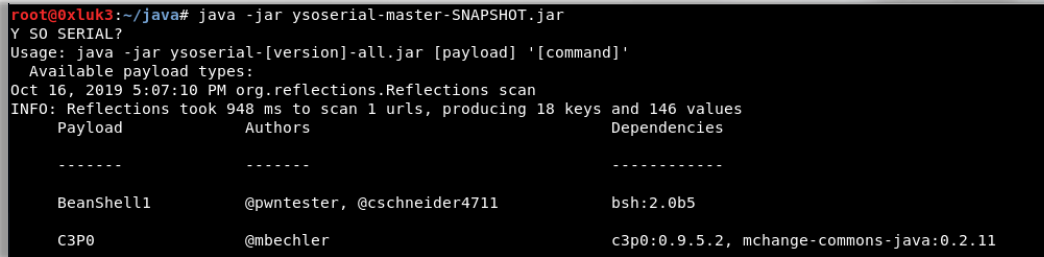 root@0xluk3:~/java# java -jar ysoserial-master-SNAPSHOT.jar
Y SO SERIAL?
Usage: java -jar ysoserial-[version]-all.jar [payload] '[command]'
  Available payload types:
Oct 16, 2019 5:07:10 PM org.reflections.Reflections scan
INFO: Reflections took 948 ms to scan 1 urls, producing 18 keys and 146 values
     Payload             Authors                                Dependencies
     -------             -------                                ------------
     BeanShell1          @pwntester, @cschneider4711            bsh:2.0b5
     C3P0                @mbechler                              c3p0:0.9.5.2, mchange-commons-java:0.2.11